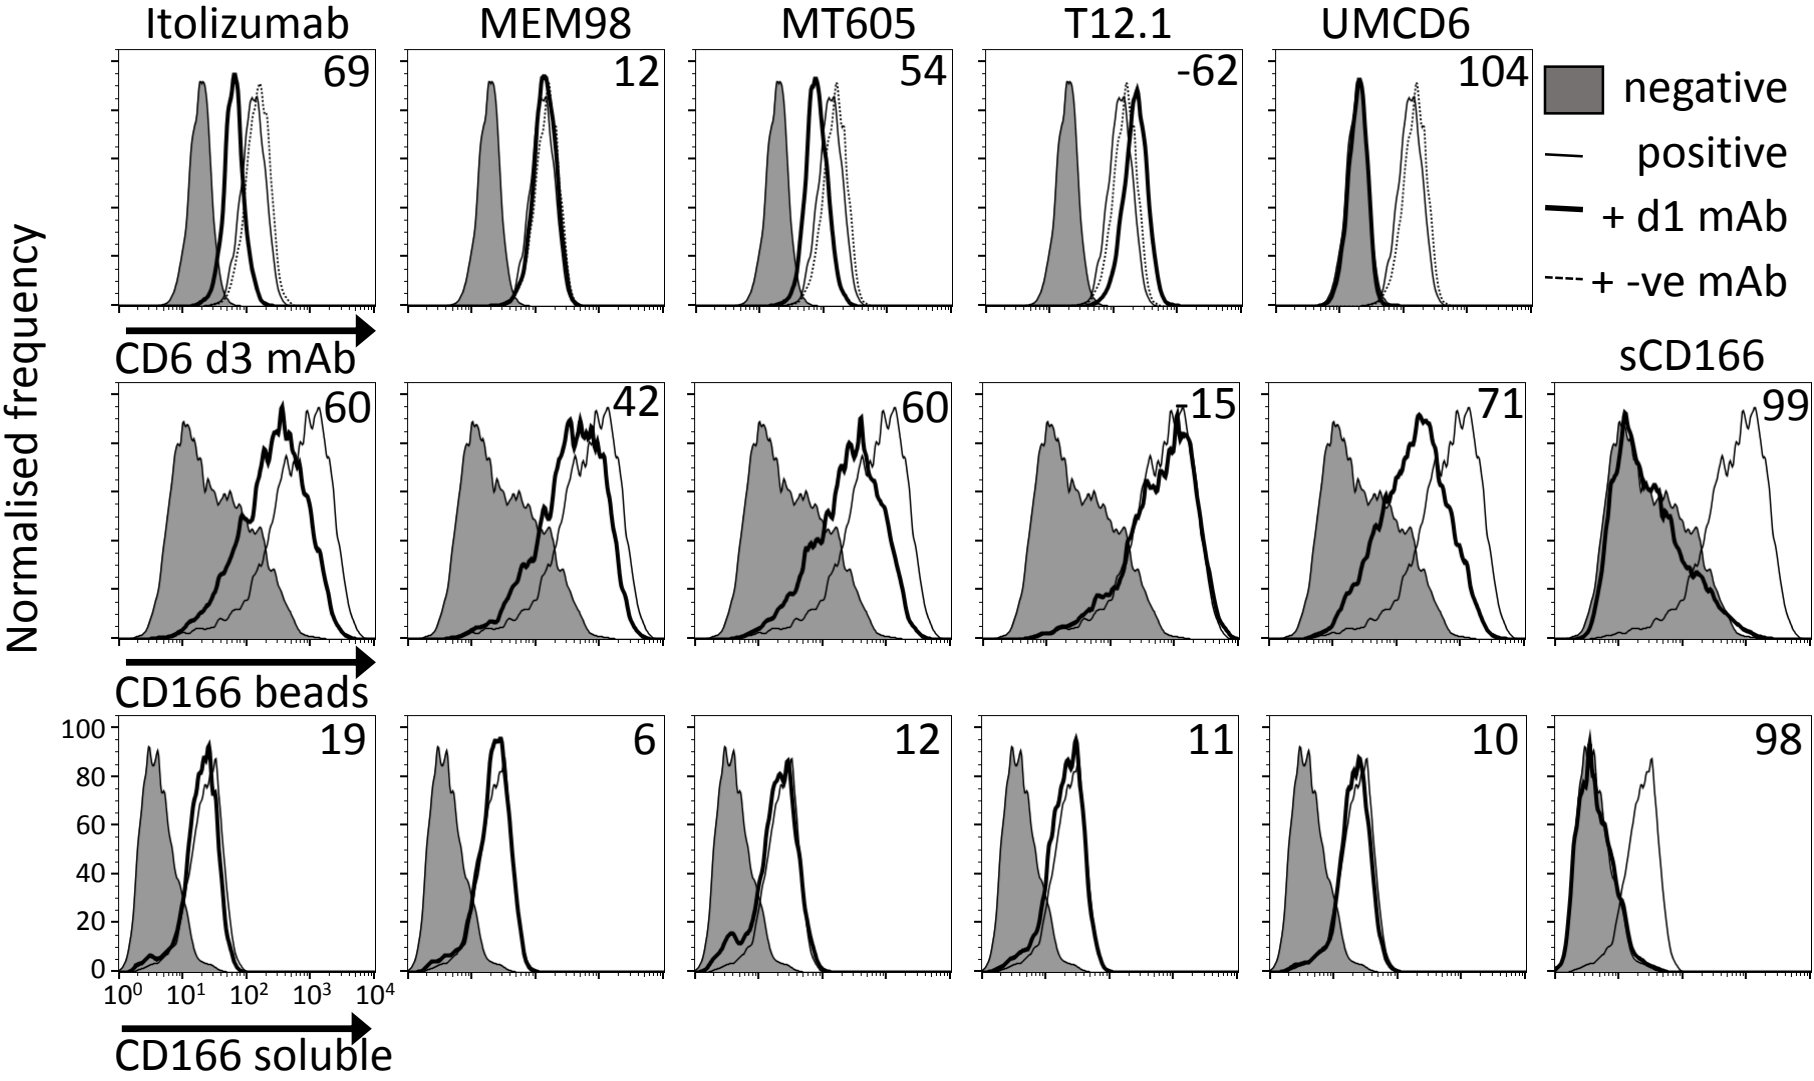 Itolizumab MEM98 MT605 T12.1 UMCD6
69 12 54 -62 104
negative
positive
+ d1 mAb
+ -ve mAb
Normalised frequency
CD6 d3 mAb
sCD166
60 42 60 -15 71 99
CD166 beads
19 6 12 11 10 98
100
80
60
40
20
0
10⁰ 10¹ 10² 10³ 10⁴
CD166 soluble